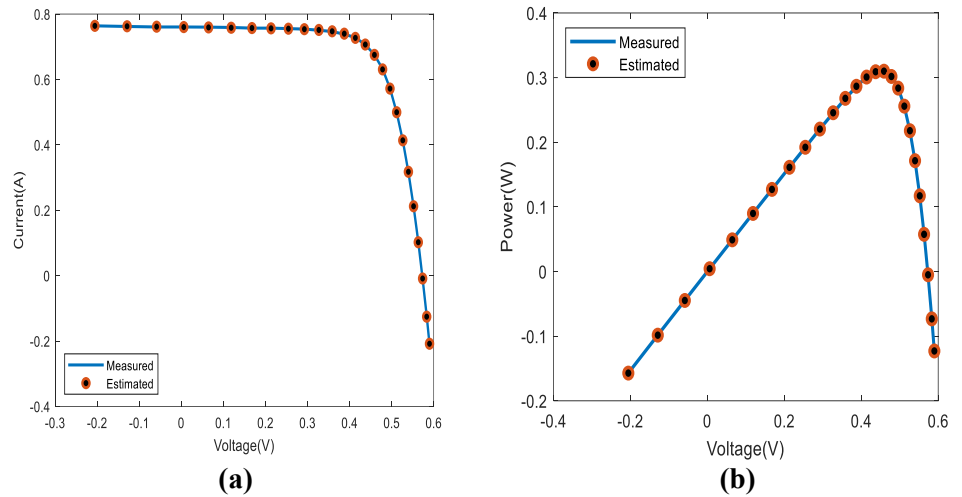 0.8
0.6
0.4
0.2
0
-0.2
-0.4
Current(A)
Measured
Estimated
-0.3 -0.2 -0.1 0 0.1 0.2 0.3 0.4 0.5 0.6
Voltage(V)
(a)
0.4
0.3
0.2
0.1
0
-0.1
-0.2
Power(W)
Measured
Estimated
-0.4 -0.2 0 0.2 0.4 0.6
Voltage(V)
(b)